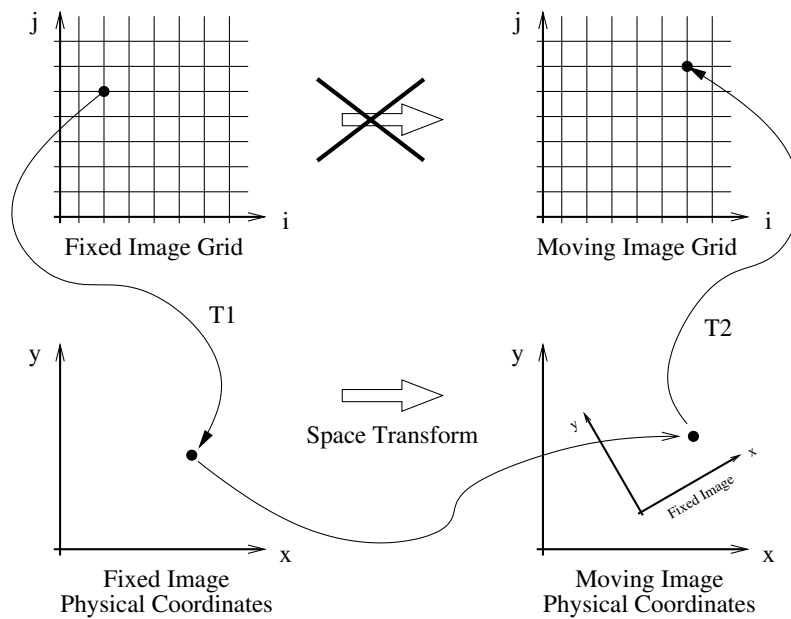 j
i
Fixed Image Grid
j
i
Moving Image Grid
T1
T2
y
x
Fixed Image
Physical Coordinates
Space Transform
y
x
y
x
Fixed Image
Moving Image
Physical Coordinates